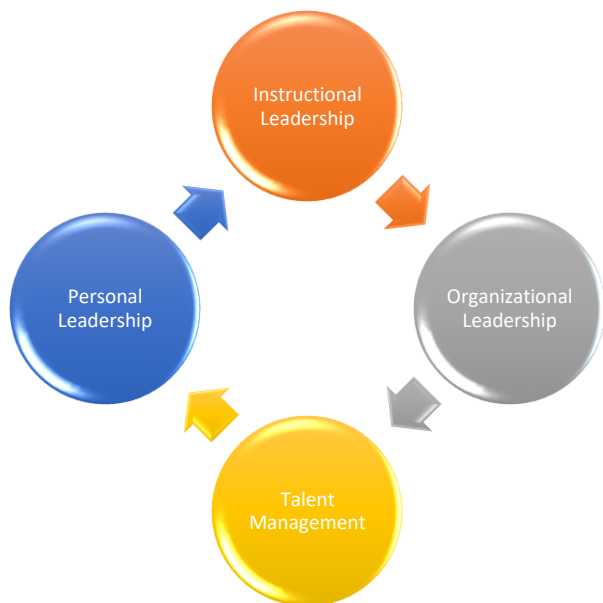 Instructional
Leadership
Personal
Leadership
Organizational
Leadership
Talent
Management